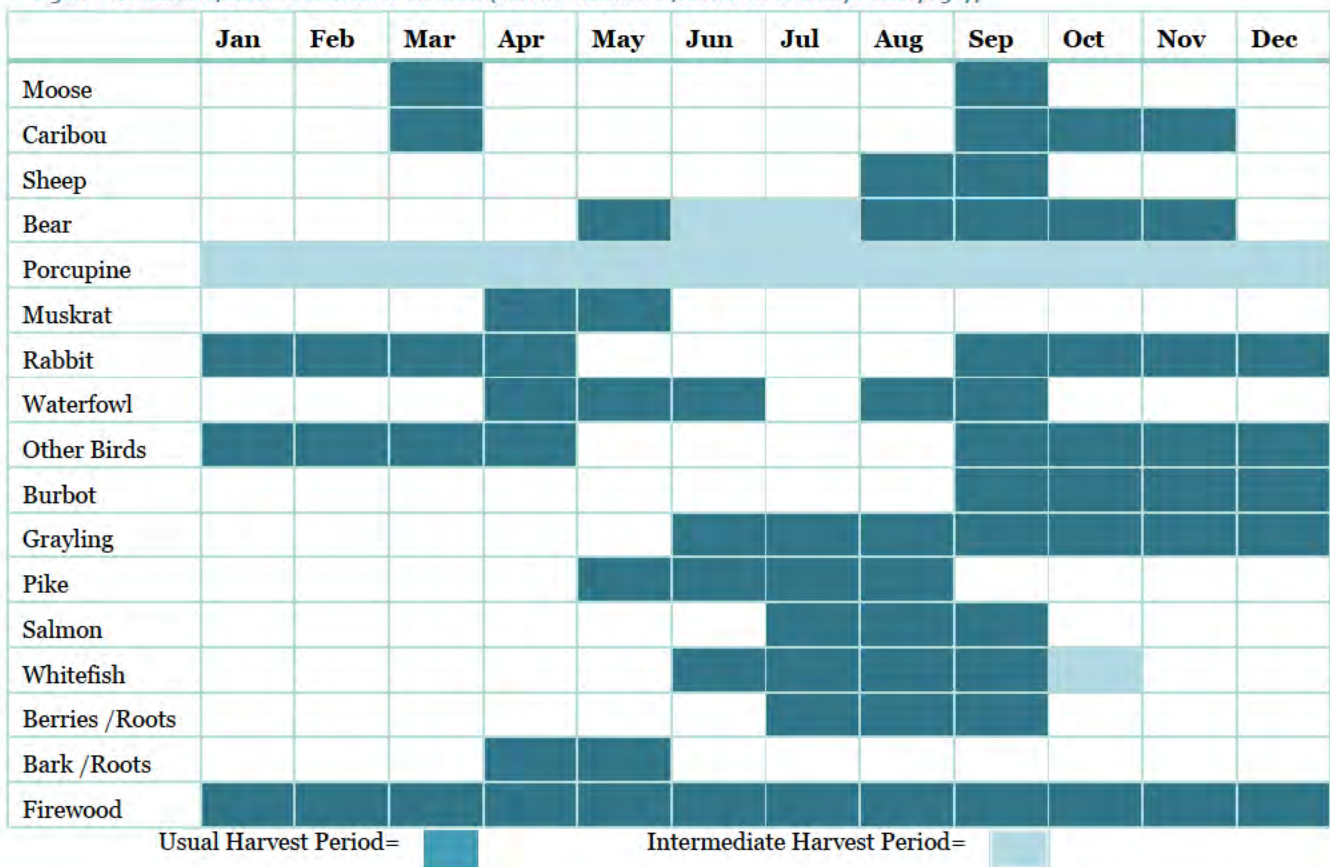 Jan Feb Mar Apr May Jun Jul Aug Sep Oct Nov Dec
Moose
Caribou
Sheep
Bear
Porcupine
Muskrat
Rabbit
Waterfowl
Other Birds
Burbot
Grayling
Pike
Salmon
Whitefish
Berries /Roots
Bark /Roots
Firewood
Usual Harvest Period= Intermediate Harvest Period=